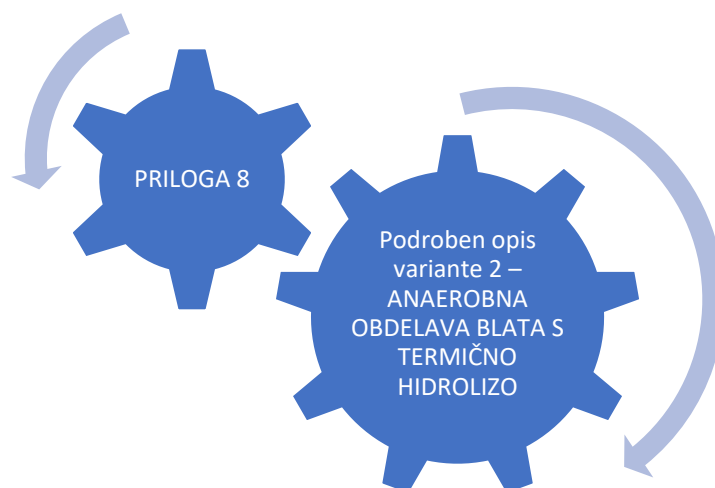 PRILOGA 8
Podroben opis
variante 2 –
ANAEROBNA
OBDELAVA BLATA S
TERMIČNO
HIDROLIZO